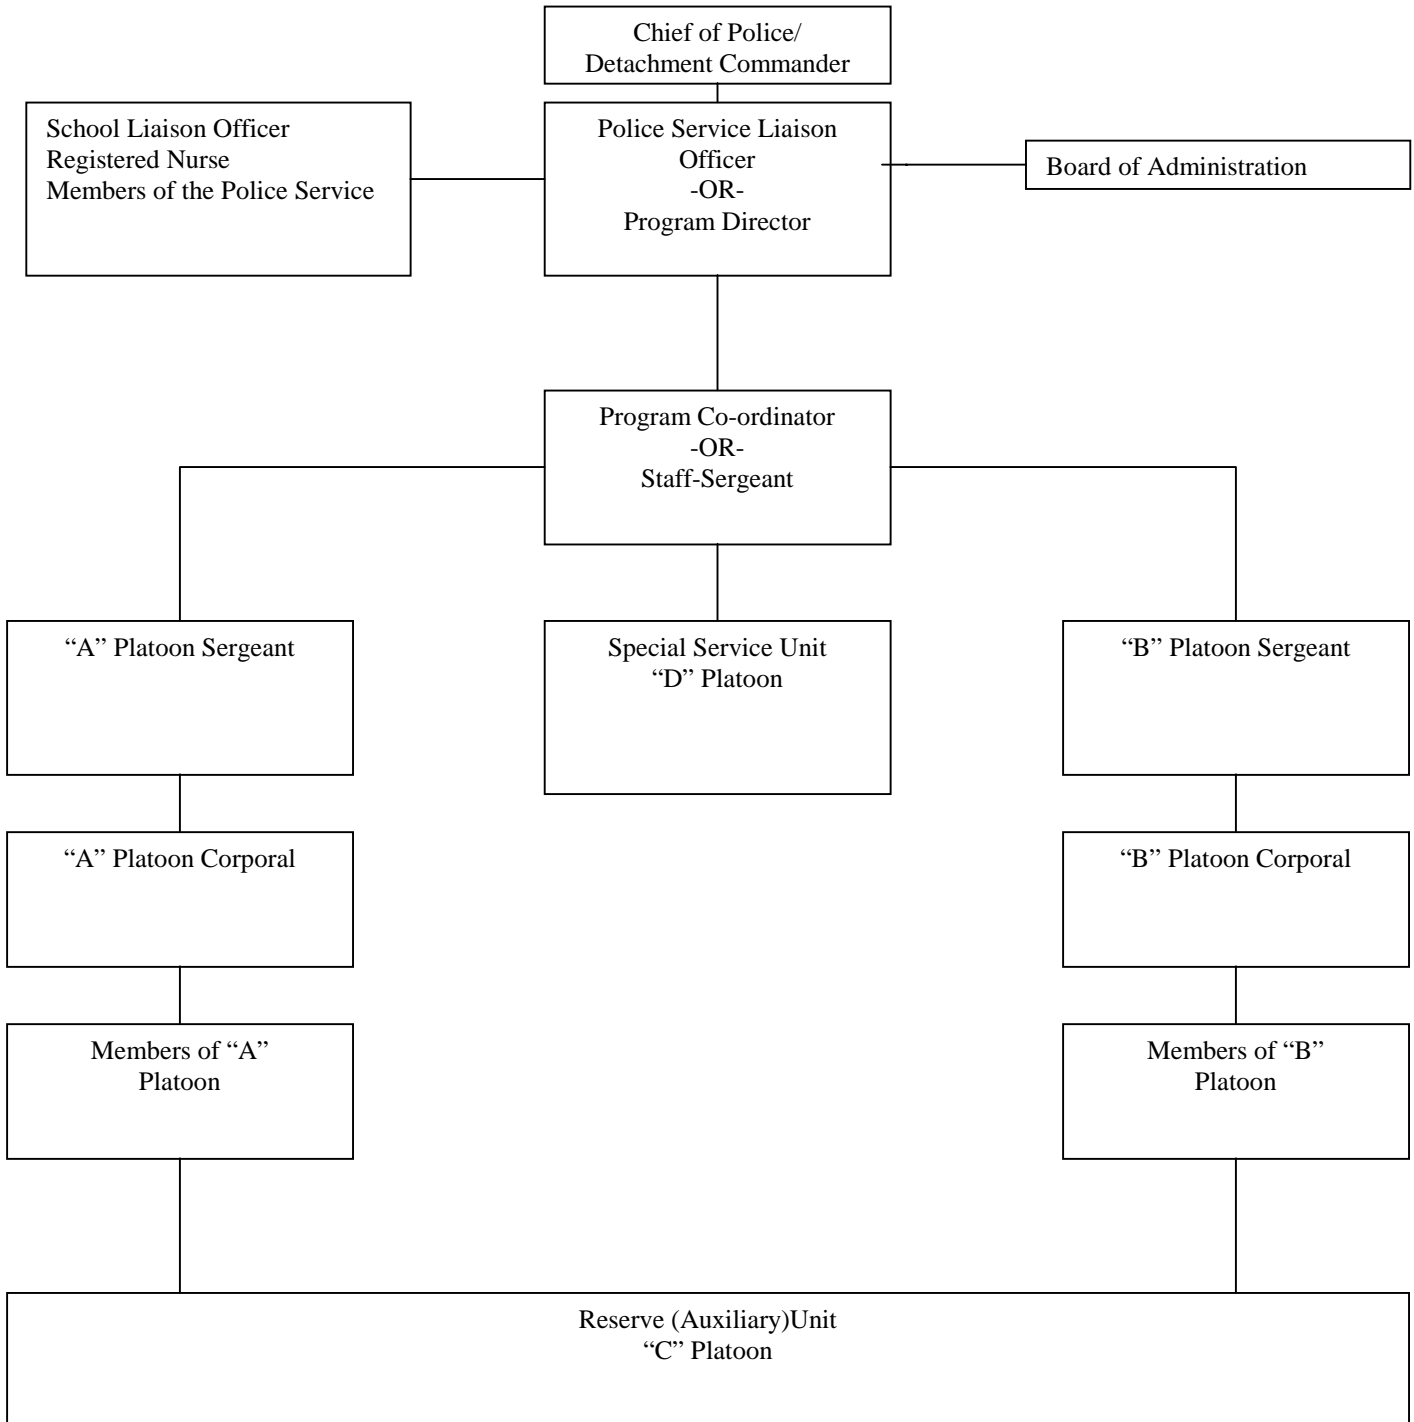 Chief of Police/
Detachment Commander
School Liaison Officer
Registered Nurse
Members of the Police Service
Police Service Liaison
Officer
-OR-
Program Director
Board of Administration
Program Co-ordinator
-OR-
Staff-Sergeant
“A” Platoon Sergeant
Special Service Unit
“D” Platoon
“B” Platoon Sergeant
“A” Platoon Corporal
“B” Platoon Corporal
Members of “A”
Platoon
Members of “B”
Platoon
Reserve (Auxiliary)Unit
“C” Platoon